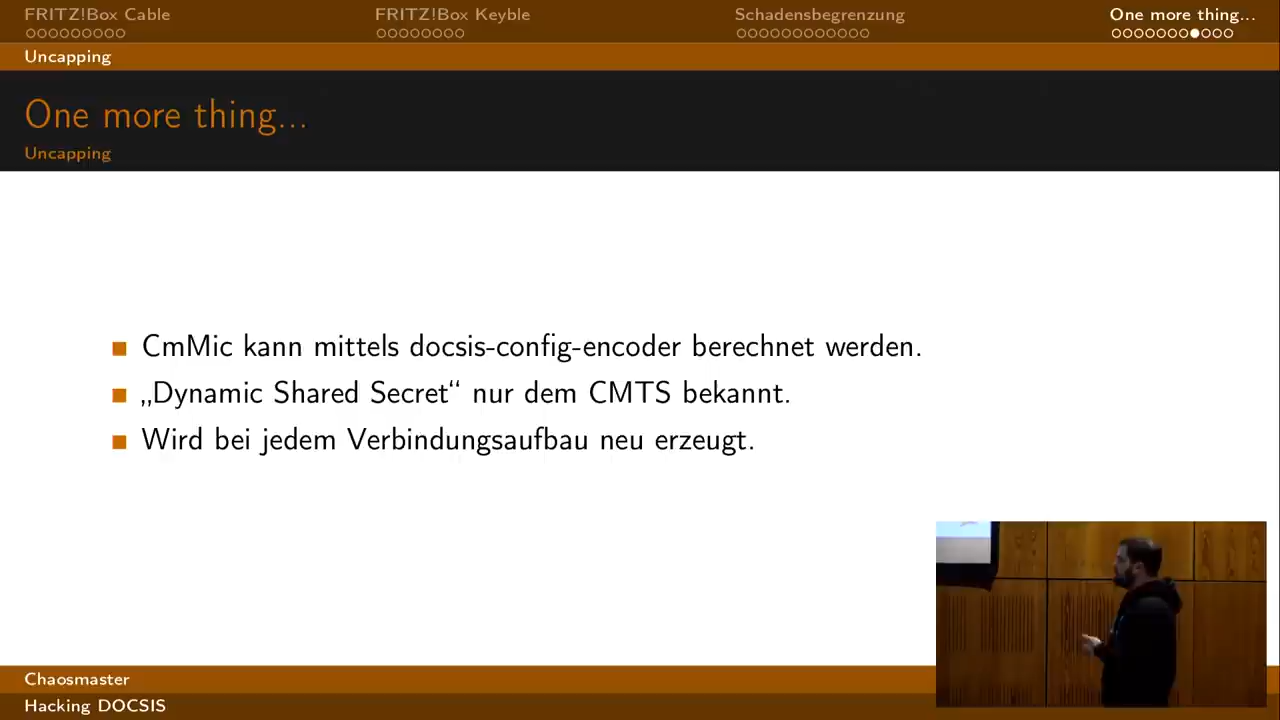 FRITZ!Box Cable
FRITZ!Box Keyble
Schadensbegrenzung
One more thing...
Uncapping
One more thing...
Uncapping
CmMic kann mittels docsis-config-encoder berechnet werden.
„Dynamic Shared Secret“ nur dem CMTS bekannt.
Wird bei jedem Verbindungsaufbau neu erzeugt.
Chaosmaster
Hacking DOCSIS